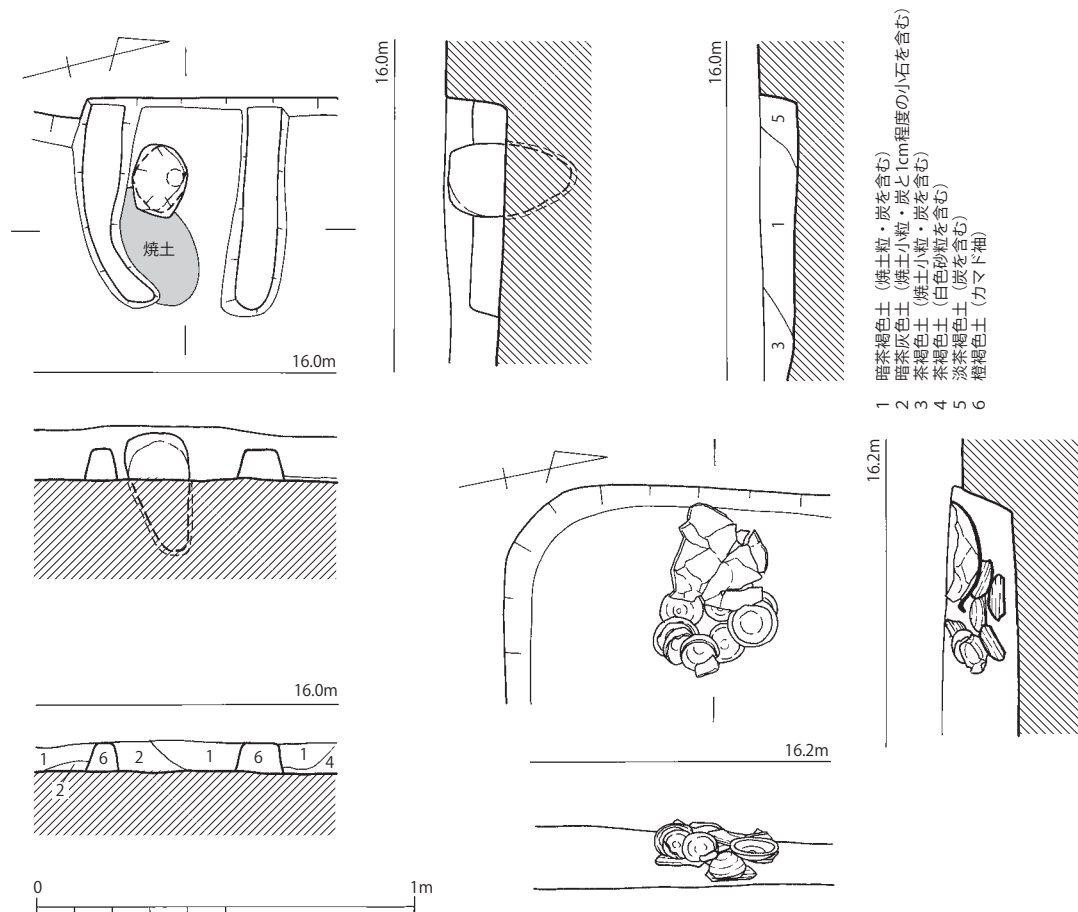 16.0m
16.0m
焼土
16.0m
1 暗茶褐色土（焼土粒・炭を含む）
2 暗茶灰色土（焼土小粒・炭と1cm程度の小石を含む）
3 茶褐色土（焼土小粒・炭を含む）
4 茶褐色土（白色砂粒を含む）
5 淡茶褐色土（炭を含む）
6 橙褐色土（カマド袖）
5
1
3
16.2m
16.0m
1
6
2
1
6
1
4
2
16.2m
0
1m